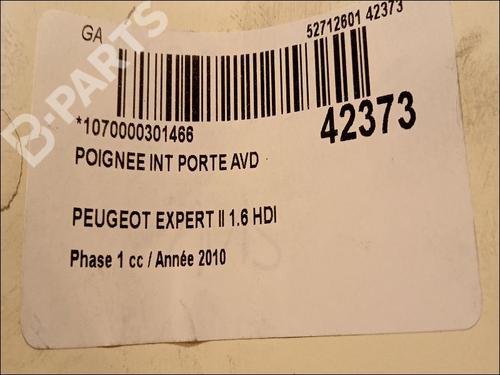 GA
52712601 42373
*1070000301466
42373
POIGNEE INT PORTE AVD
PEUGEOT EXPERT II 1.6 HDI
Phase 1 cc / Année 2010
B-PARTS